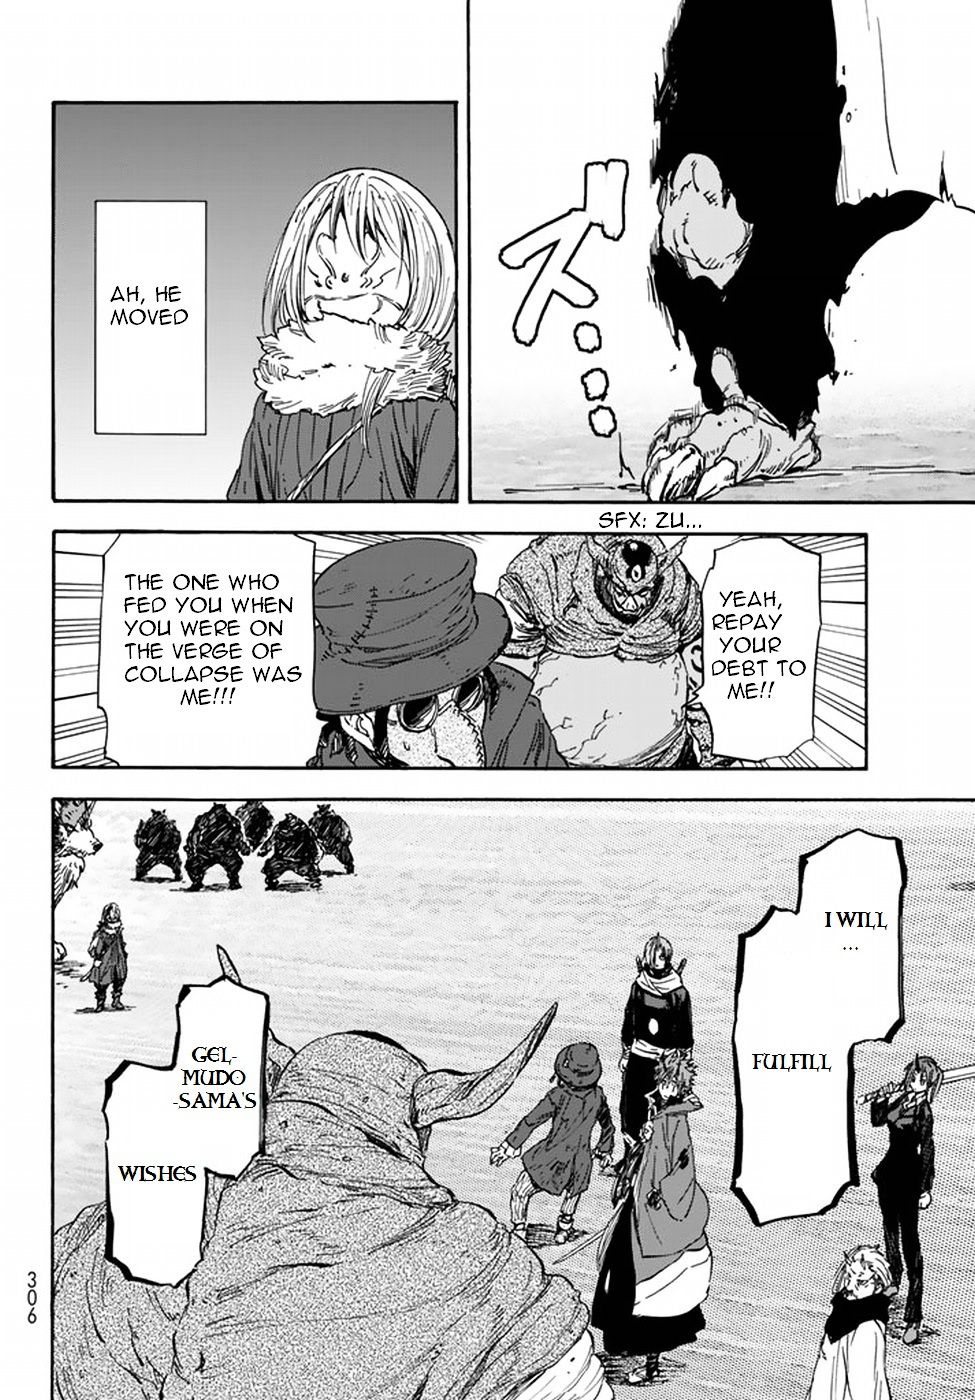 ズ...
SFX: ZU...
AH, HE
MOVED
YEAH,
REPAY
YOUR
DEBT TO
ME!!
THE ONE WHO
FED YOU WHEN
YOU WERE ON
THE VERGE OF
COLLAPSE WAS
ME!!!
I WILL
...
FULFILL
GEL-
MUDO
-SAMA'S
WISHES
306